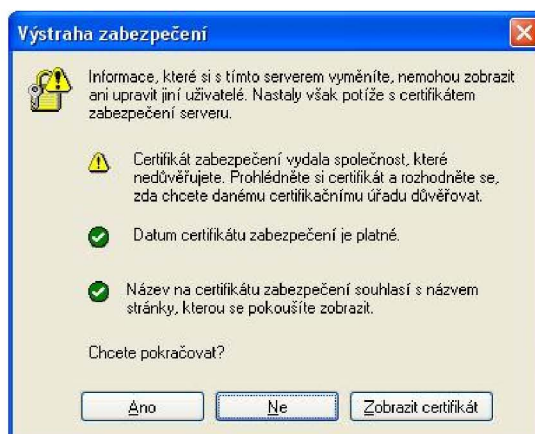 Výstraha zabezpečení
Informace, které si s tímto serverem vyměníte, nemohou zobrazit
ani upravit jiní uživatelé. Nastaly však potíže s certifikátem
zabezpečení serveru.
Certifikát zabezpečení vydala společnost, které
nedůvěřujete. Prohlédněte si certifikát a rozhodněte se,
zda chcete danému certifikačnímu úřadu důvěřovat.
Datum certifikátu zabezpečení je platné.
Název na certifikátu zabezpečení souhlasí s názvem
stránky, kterou se pokoušíte zobrazit.
Chcete pokračovat?
Ano Ne Zobrazit certifikát